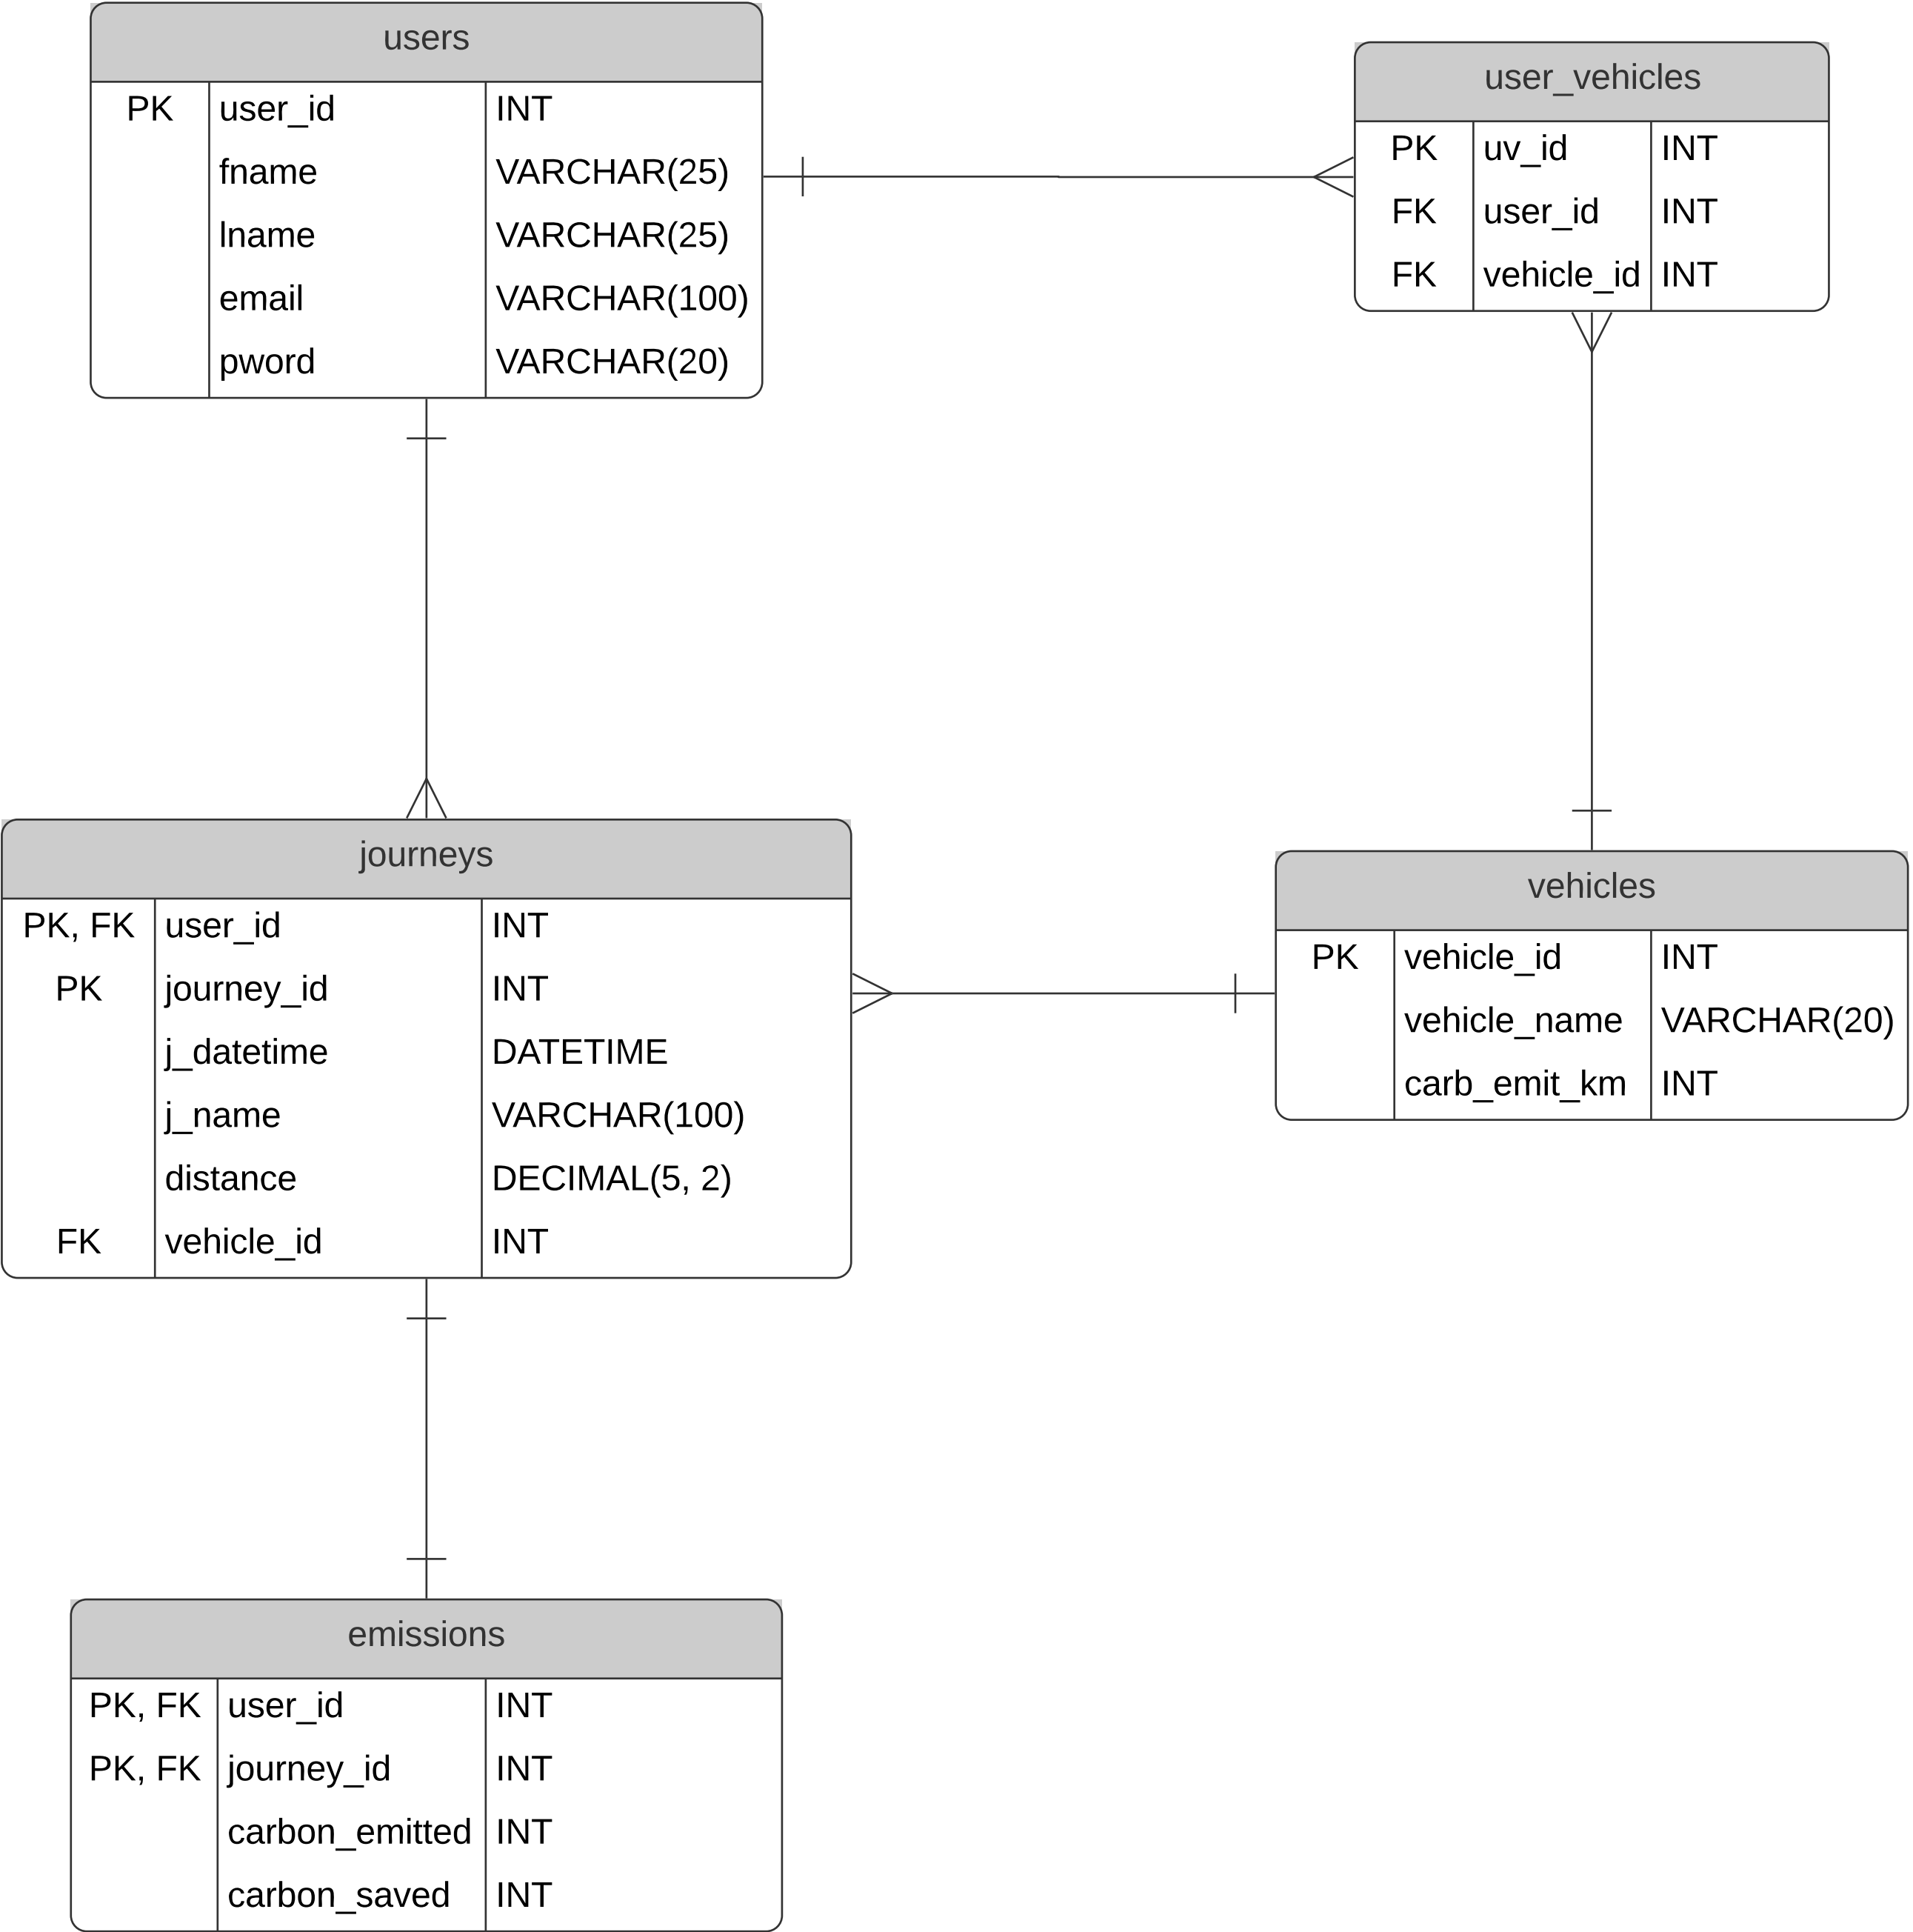 users
PK user_id INT
fname VARCHAR(25)
lname VARCHAR(25)
email VARCHAR(100)
pword VARCHAR(20)
user_vehicles
PK uv_id INT
FK user_id INT
FK vehicle_id INT
journeys
PK, FK user_id INT
PK journey_id INT
j_datetime DATETIME
j_name VARCHAR(100)
distance DECIMAL(5, 2)
FK vehicle_id INT
vehicles
PK vehicle_id INT
vehicle_name VARCHAR(20)
carb_emit_km INT
emissions
PK, FK user_id INT
PK, FK journey_id INT
carbon_emitted INT
carbon_saved INT